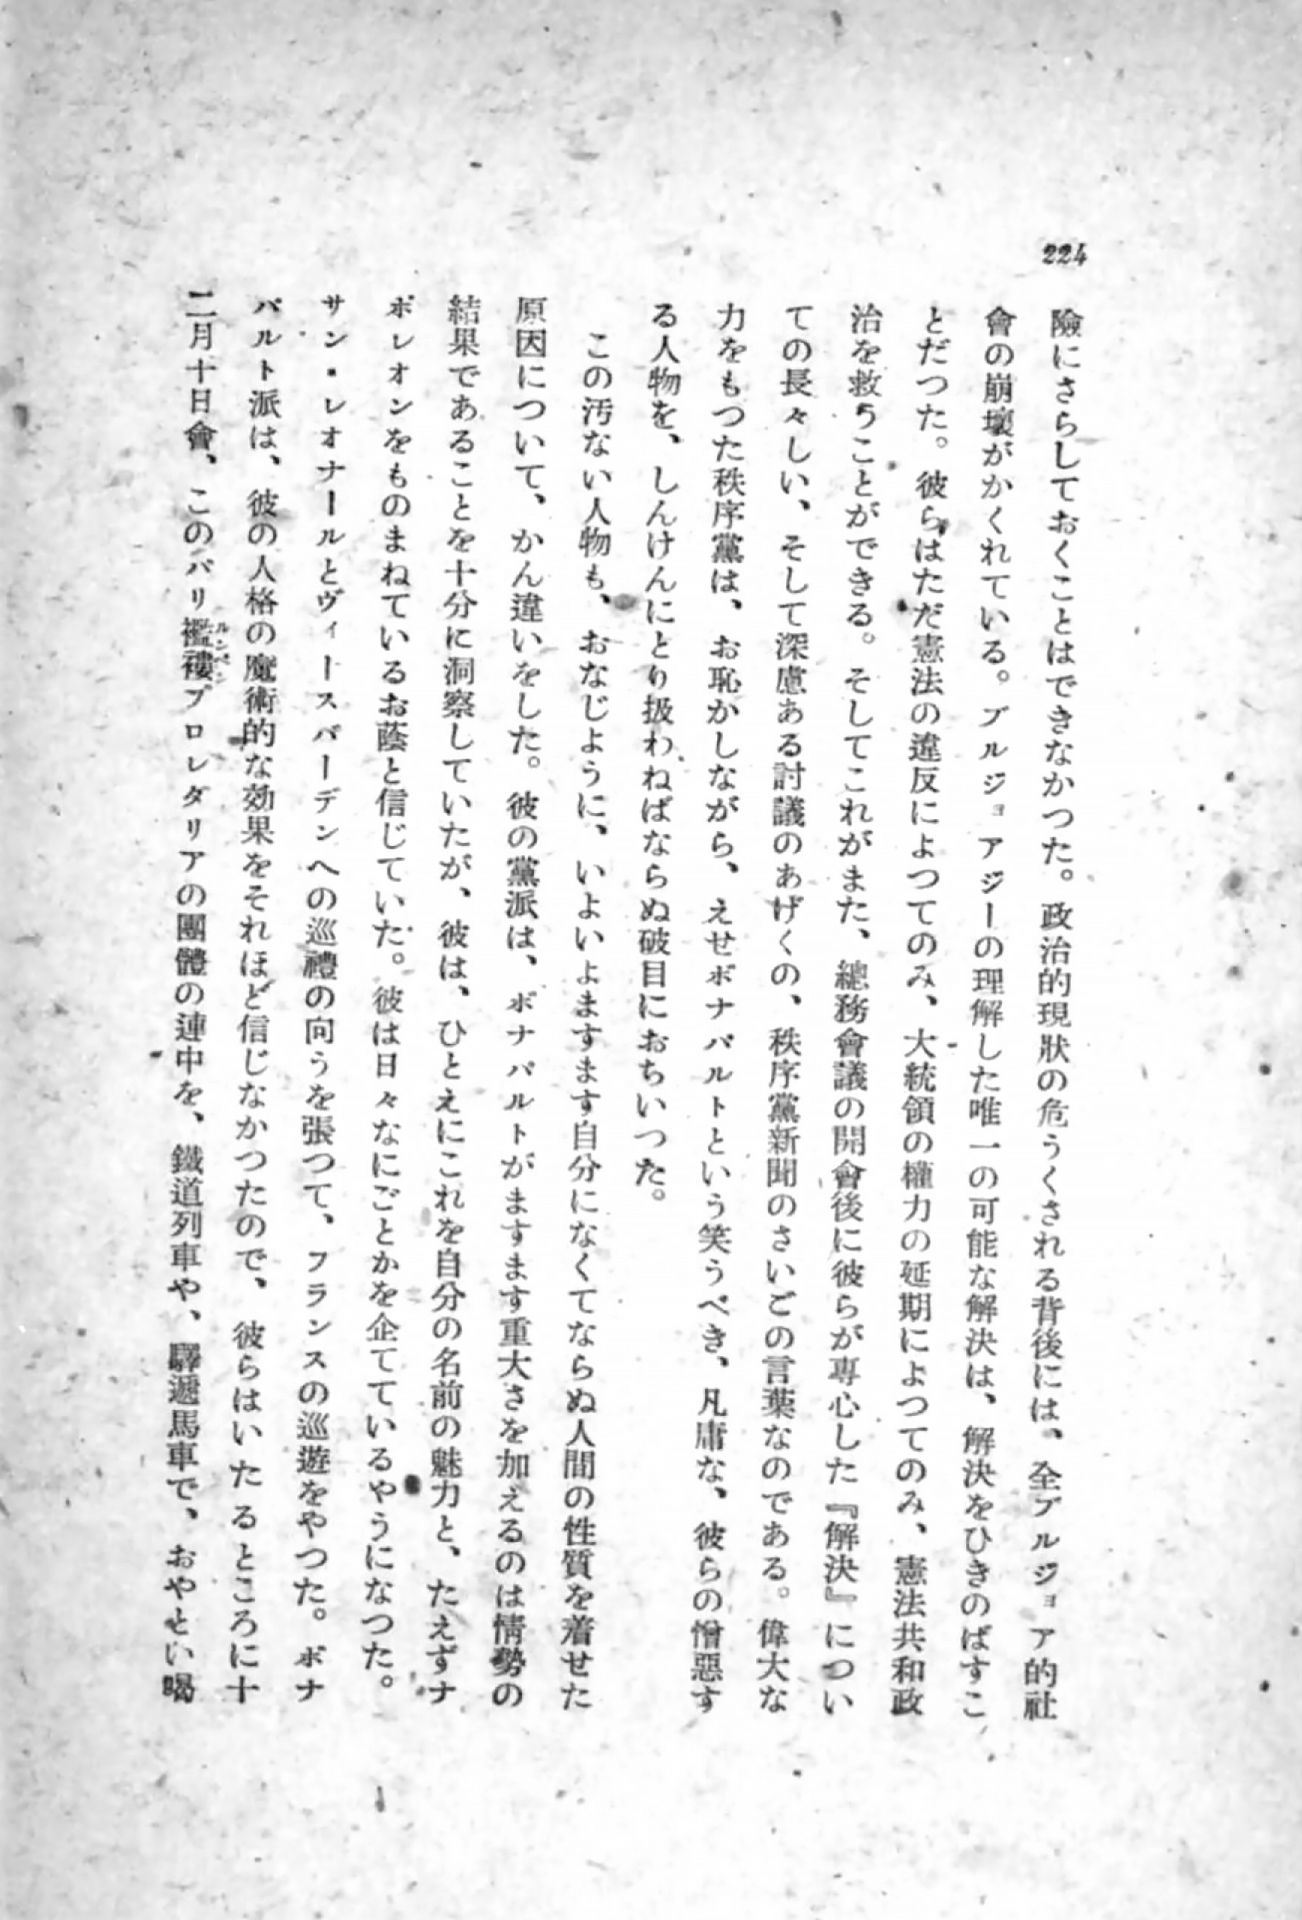 224
險にさらしておくことはできなかつた。政治的現狀の危うくされる背後には、全ブルジョア的社
會の崩壞がかくれている。ブルジョアジーの理解した唯一の可能な解決は、解決をひきのばすこ
とだつた。彼らはただ憲法の違反によつてのみ、大統領の權力の延期によつてのみ、憲法共和政
治を救うことができる。そしてこれがまた、總務會議の開會後に彼らが專心した『解決』につい
ての長々しい、そして深慮ある討議のあげくの、秩序黨新聞のさいごの言葉なのである。偉大な
力をもつた秩序黨は、お恥かしながら、えせボナパルトという笑うべき、凡庸な、彼らの憎惡す
る人物を、しんけんにとり扱わねばならぬ破目におちいつた。
この汚ない人物も、おなじように、いよいよますます自分になくてならぬ人間の性質を着せた
原因について、かん違いをした。彼の黨派は、ボナパルトがますます重大さを加えるのは情勢の
結果であることを十分に洞察していたが、彼は、ひとえにこれを自分の名前の魅力と、たえずナ
ポレオンをものまねているお蔭と信じていた。彼は日々なにごとかを企てているやうになつた。
サン・レオナールとヴィースバーデンへの巡禮の向うを張つて、フランスの巡遊をやつた。ボナ
パルト派は、彼の人格の魔術的な効果をそれほど信じなかつたので、彼らはいたるところに十
二月十日會、このパリ襤褸プロレタリアの團體の連中を、鐵道列車や、驛遞馬車で、おやとい喝
ルンペン